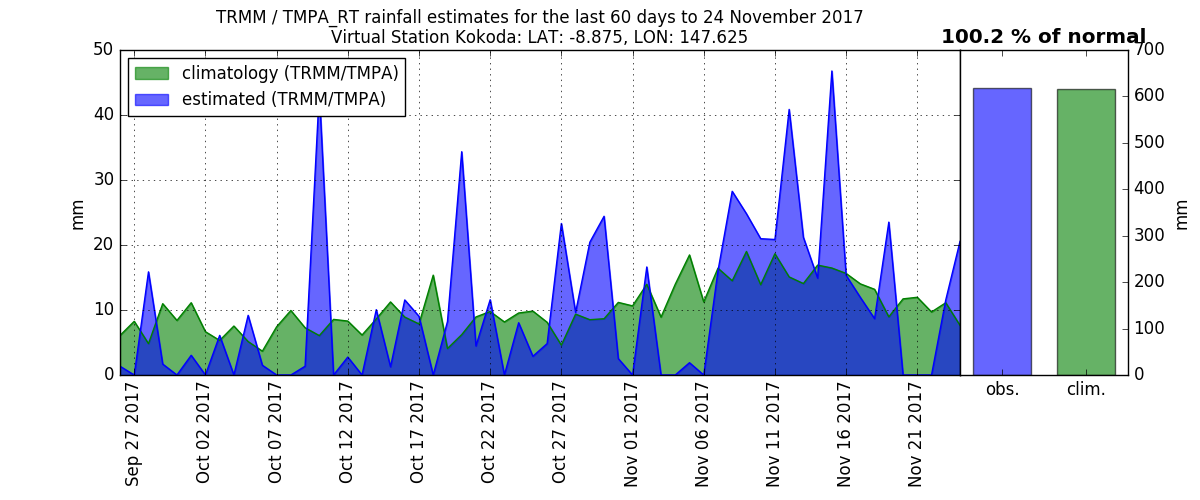 TRMM / TMPA_RT rainfall estimates for the last 60 days to 24 November 2017
Virtual Station Kokoda: LAT: -8.875, LON: 147.625
100.2 % of normal
climatology (TRMM/TMPA)
estimated (TRMM/TMPA)
50
40
30
20
10
0
mm
700
600
500
400
300
200
100
0
mm
obs.
clim.
Sep 27 2017
Oct 02 2017
Oct 07 2017
Oct 12 2017
Oct 17 2017
Oct 22 2017
Oct 27 2017
Nov 01 2017
Nov 06 2017
Nov 11 2017
Nov 16 2017
Nov 21 2017